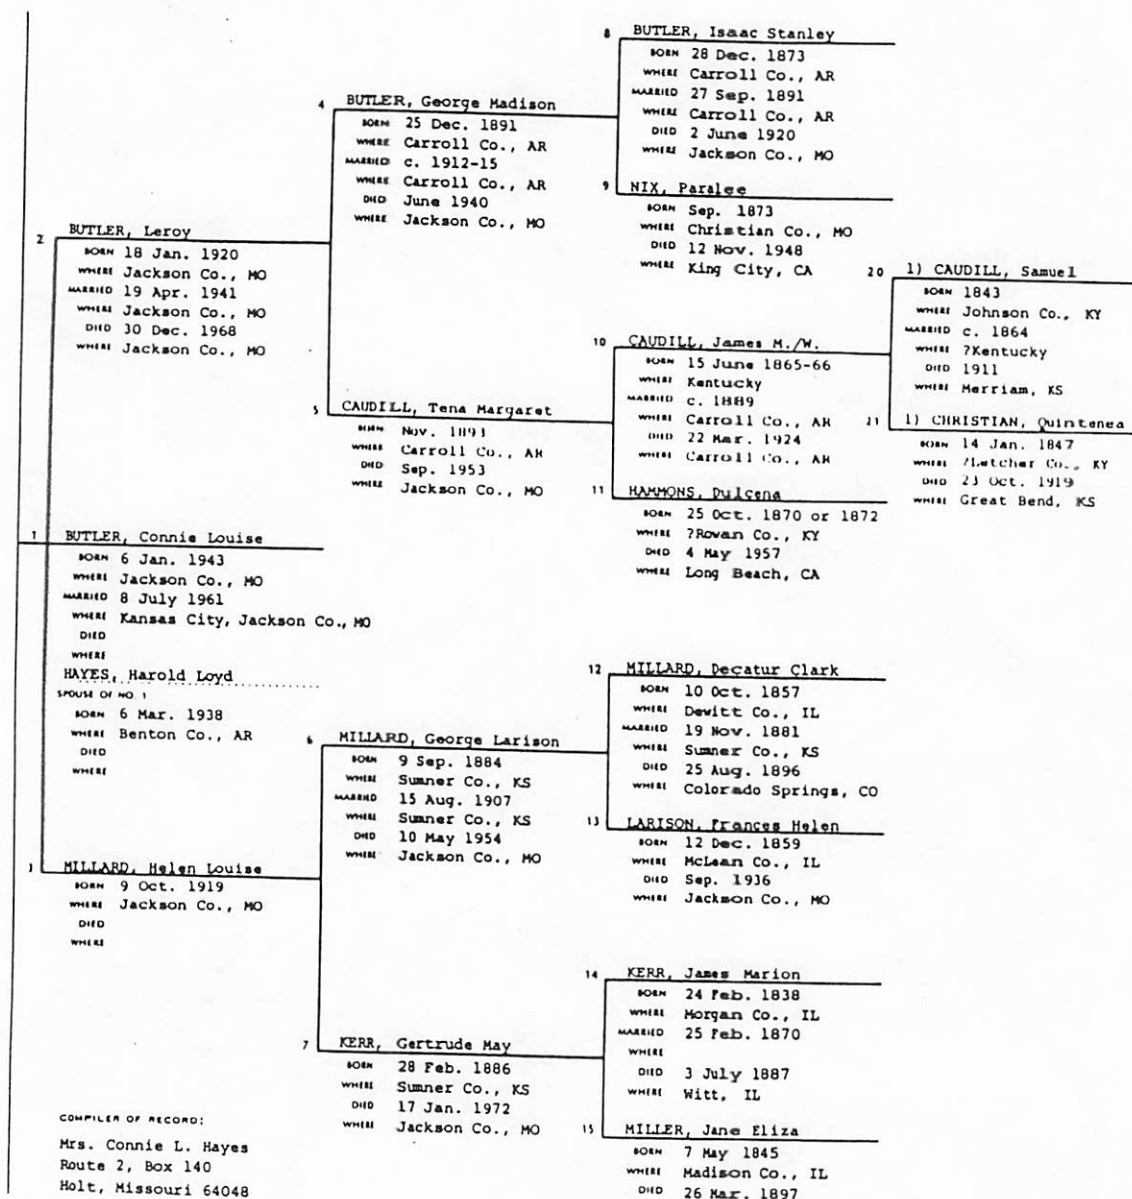 8 BUTLER, Isaac Stanley
BORN 28 Dec. 1873
WHERE Carroll Co., AR
MARRIED 27 Sep. 1891
WHERE Carroll Co., AR
DIED 2 June 1920
WHERE Jackson Co., MO
4 BUTLER, George Madison
BORN 25 Dec. 1891
WHERE Carroll Co., AR
MARRIED c. 1912-15
WHERE Carroll Co., AR
DIED June 1940
WHERE Jackson Co., MO
9 NIX, Paralee
BORN Sep. 1873
WHERE Christian Co., MO
DIED 12 Nov. 1948
WHERE King City, CA
2 BUTLER, Leroy
BORN 18 Jan. 1920
WHERE Jackson Co., MO
MARRIED 19 Apr. 1941
WHERE Jackson Co., MO
DIED 30 Dec. 1968
WHERE Jackson Co., MO
20 1) CAUDILL, Samuel
BORN 1843
WHERE Johnson Co., KY
MARRIED c. 1864
WHERE ?Kentucky
DIED 1911
WHERE Merriam, KS
10 CAUDILL, James M./W.
BORN 15 June 1865-66
WHERE Kentucky
MARRIED c. 1889
WHERE Carroll Co., AR
DIED 22 Mar. 1924
WHERE Carroll Co., AR
5 CAUDILL, Tena Margaret
BORN Nov. 1893
WHERE Carroll Co., AR
DIED Sep. 1953
WHERE Jackson Co., MO
21 1) CHRISTIAN, Quintenea
BORN 14 Jan. 1847
WHERE ?Letcher Co., KY
DIED 23 Oct. 1919
WHERE Great Bend, KS
11 HAMMONS, Dulcena
BORN 25 Oct. 1870 or 1872
WHERE ?Rowan Co., KY
DIED 4 May 1957
WHERE Long Beach, CA
1 BUTLER, Connie Louise
BORN 6 Jan. 1943
WHERE Jackson Co., MO
MARRIED 8 July 1961
WHERE Kansas City, Jackson Co., MO
DIED
WHERE
HAYES, Harold Loyd
SPOUSE OF NO. 1
BORN 6 Mar. 1938
WHERE Benton Co., AR
DIED
WHERE
12 MILLARD, Decatur Clark
BORN 10 Oct. 1857
WHERE Dewitt Co., IL
MARRIED 19 Nov. 1881
WHERE Sumner Co., KS
DIED 25 Aug. 1896
WHERE Colorado Springs, CO
6 MILLARD, George Larison
BORN 9 Sep. 1884
WHERE Sumner Co., KS
MARRIED 15 Aug. 1907
WHERE Sumner Co., KS
DIED 10 May 1954
WHERE Jackson Co., MO
13 LARISON, Frances Helen
BORN 12 Dec. 1859
WHERE McLean Co., IL
DIED Sep. 1936
WHERE Jackson Co., MO
3 MILLARD, Helen Louise
BORN 9 Oct. 1919
WHERE Jackson Co., MO
DIED
WHERE
14 KERR, James Marion
BORN 24 Feb. 1838
WHERE Morgan Co., IL
MARRIED 25 Feb. 1870
WHERE
DIED 3 July 1887
WHERE Witt, IL
7 KERR, Gertrude May
BORN 28 Feb. 1886
WHERE Sumner Co., KS
DIED 17 Jan. 1972
WHERE Jackson Co., MO
15 MILLER, Jane Eliza
BORN 7 May 1845
WHERE Madison Co., IL
DIED 26 Mar. 1897
COMPILER OF RECORD:
Mrs. Connie L. Hayes
Route 2, Box 140
Holt, Missouri 64048